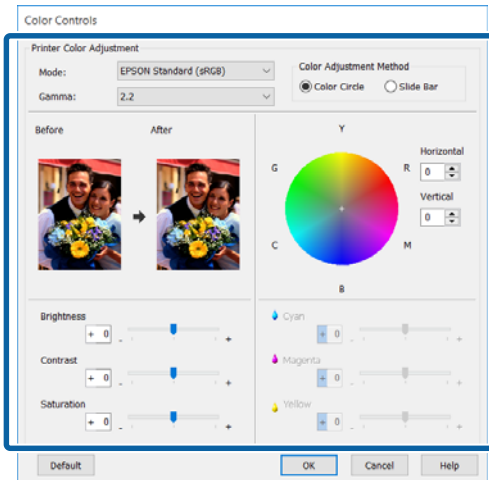 Color Controls
Printer Color Adjustment
Mode: EPSON Standard (sRGB)
Gamma: 2.2
Color Adjustment Method
Color Circle Slide Bar
Before After
Y
G R
C M
B
Horizontal
0
Vertical
0
Brightness
+ 0 - +
Contrast
+ 0 - +
Saturation
+ 0 - +
Cyan
+ 0 - +
Magenta
+ 0 - +
Yellow
+ 0 - +
Default OK Cancel Help